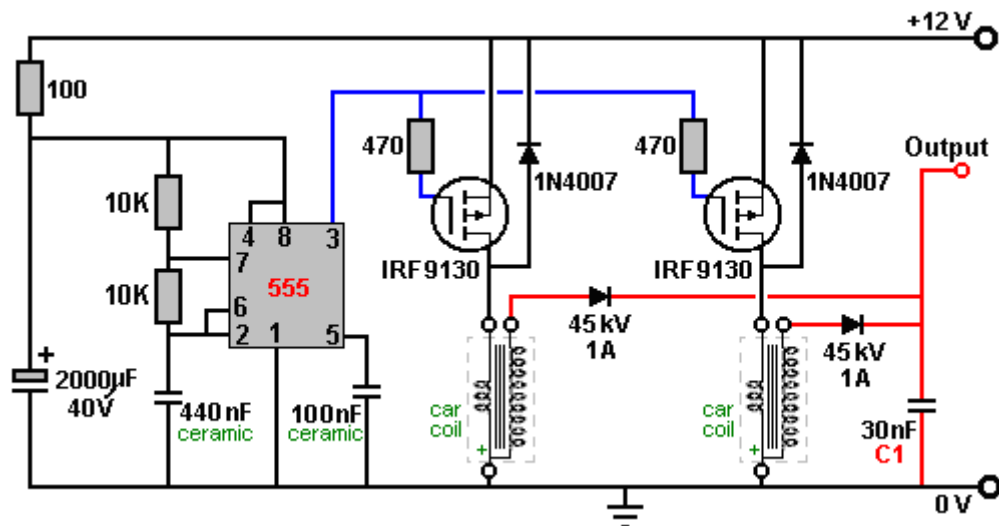 +12 V
100
470
470
Output
1N4007
1N4007
10K
4 8 3
7
IRF9130
IRF9130
555
10K
6
2 1 5
45 kV
1A
45 kV
1A
+
2000µF
40V
440 nF
ceramic
100nF
ceramic
car
coil
+
car
coil
+
30nF
C1
0 V